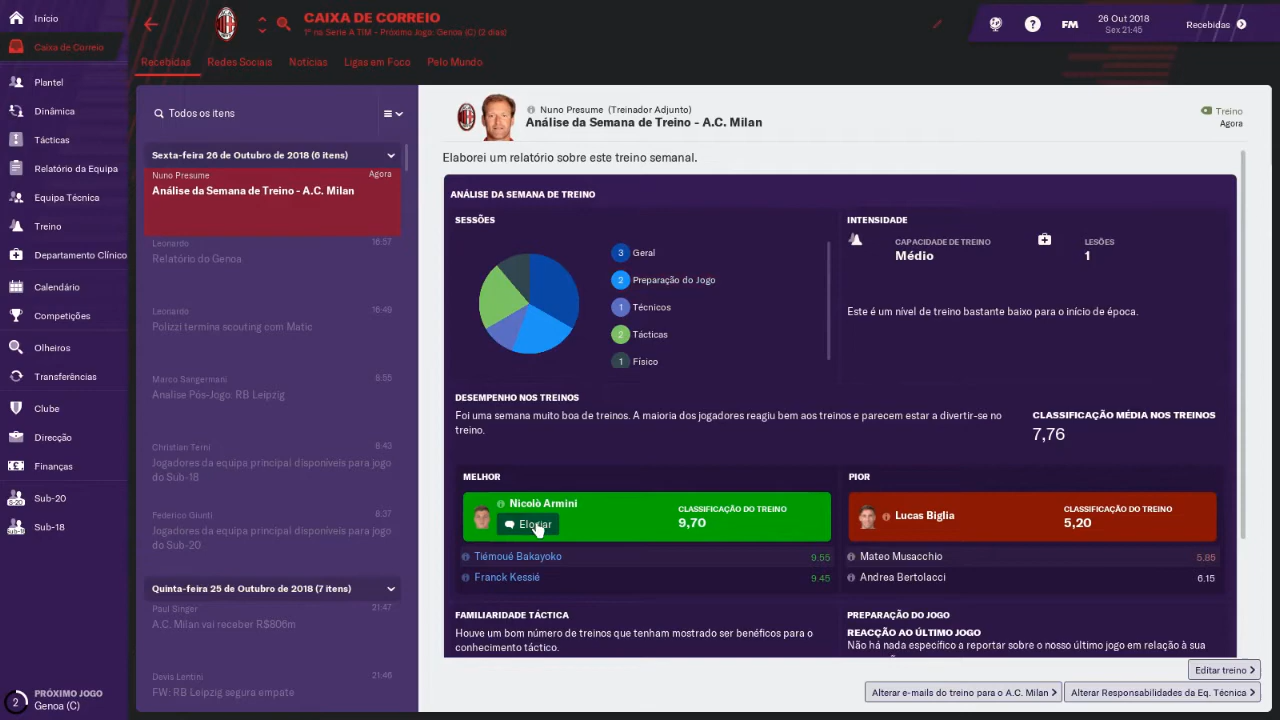 Início
Caixa de Correio
Plantel
Dinâmica
Tácticas
Relatório da Equipa
Equipa Técnica
Treino
Departamento Clínico
Calendário
Competições
Olheiros
Transferências
Clube
Direcção
Finanças
Sub-20
Sub-18
2
PRÓXIMO JOGO
Genoa (C)
CAIXA DE CORREIO
1º na Serie A TIM - Próximo Jogo: Genoa (C) (2 dias)
?
FM
26 Out 2018
Sex 21:45
Recebidas
Recebidas
Redes Sociais
Notícias
Ligas em Foco
Pelo Mundo
Todos os itens
Sexta-feira 26 de Outubro de 2018 (6 itens)
Nuno Presume Agora
Análise da Semana de Treino - A.C. Milan
Leonardo 16:57
Relatório do Genoa
Leonardo 16:49
Polizzi termina scouting com Matic
Marco Sangermani 8:55
Análise Pós-Jogo: RB Leipzig
Christian Terni 8:43
Jogadores da equipa principal disponíveis para jogo
do Sub-18
Federico Giunti 8:37
Jogadores da equipa principal disponíveis para jogo
do Sub-20
Quinta-feira 25 de Outubro de 2018 (7 itens)
Paul Singer 21:47
A.C. Milan vai receber R$806m
Devis Lentini 21:46
FW: RB Leipzig segura empate
Nuno Presume (Treinador Adjunto)
Análise da Semana de Treino - A.C. Milan
Treino
Agora
Elaborei um relatório sobre este treino semanal.
ANÁLISE DA SEMANA DE TREINO
SESSÕES
3 Geral
2 Preparação do Jogo
1 Técnicos
2 Tácticas
1 Físico
INTENSIDADE
CAPACIDADE DE TREINO
Médio
LESÕES
1
Este é um nível de treino bastante baixo para o início de época.
DESEMPENHO NOS TREINOS
Foi uma semana muito boa de treinos. A maioria dos jogadores reagiu bem aos treinos e parecem estar a divertir-se no
treino.
CLASSIFICAÇÃO MÉDIA NOS TREINOS
7,76
MELHOR
Nicolò Armini
Elogiar
CLASSIFICAÇÃO DO TREINO
9,70
Tiémoué Bakayoko 9.55
Franck Kessié 9.45
PIOR
Lucas Biglia
CLASSIFICAÇÃO DO TREINO
5,20
Mateo Musacchio 5.85
Andrea Bertolacci 6.15
FAMILIARIDADE TÁCTICA
Houve um bom número de treinos que tenham mostrado ser benéficos para o
conhecimento táctico.
PREPARAÇÃO DO JOGO
REACÇÃO AO ÚLTIMO JOGO
Não há nada específico a reportar sobre o nosso último jogo em relação à sua
Editar treino
Alterar e-mails do treino para o A.C. Milan
Alterar Responsabilidades da Eq. Técnica